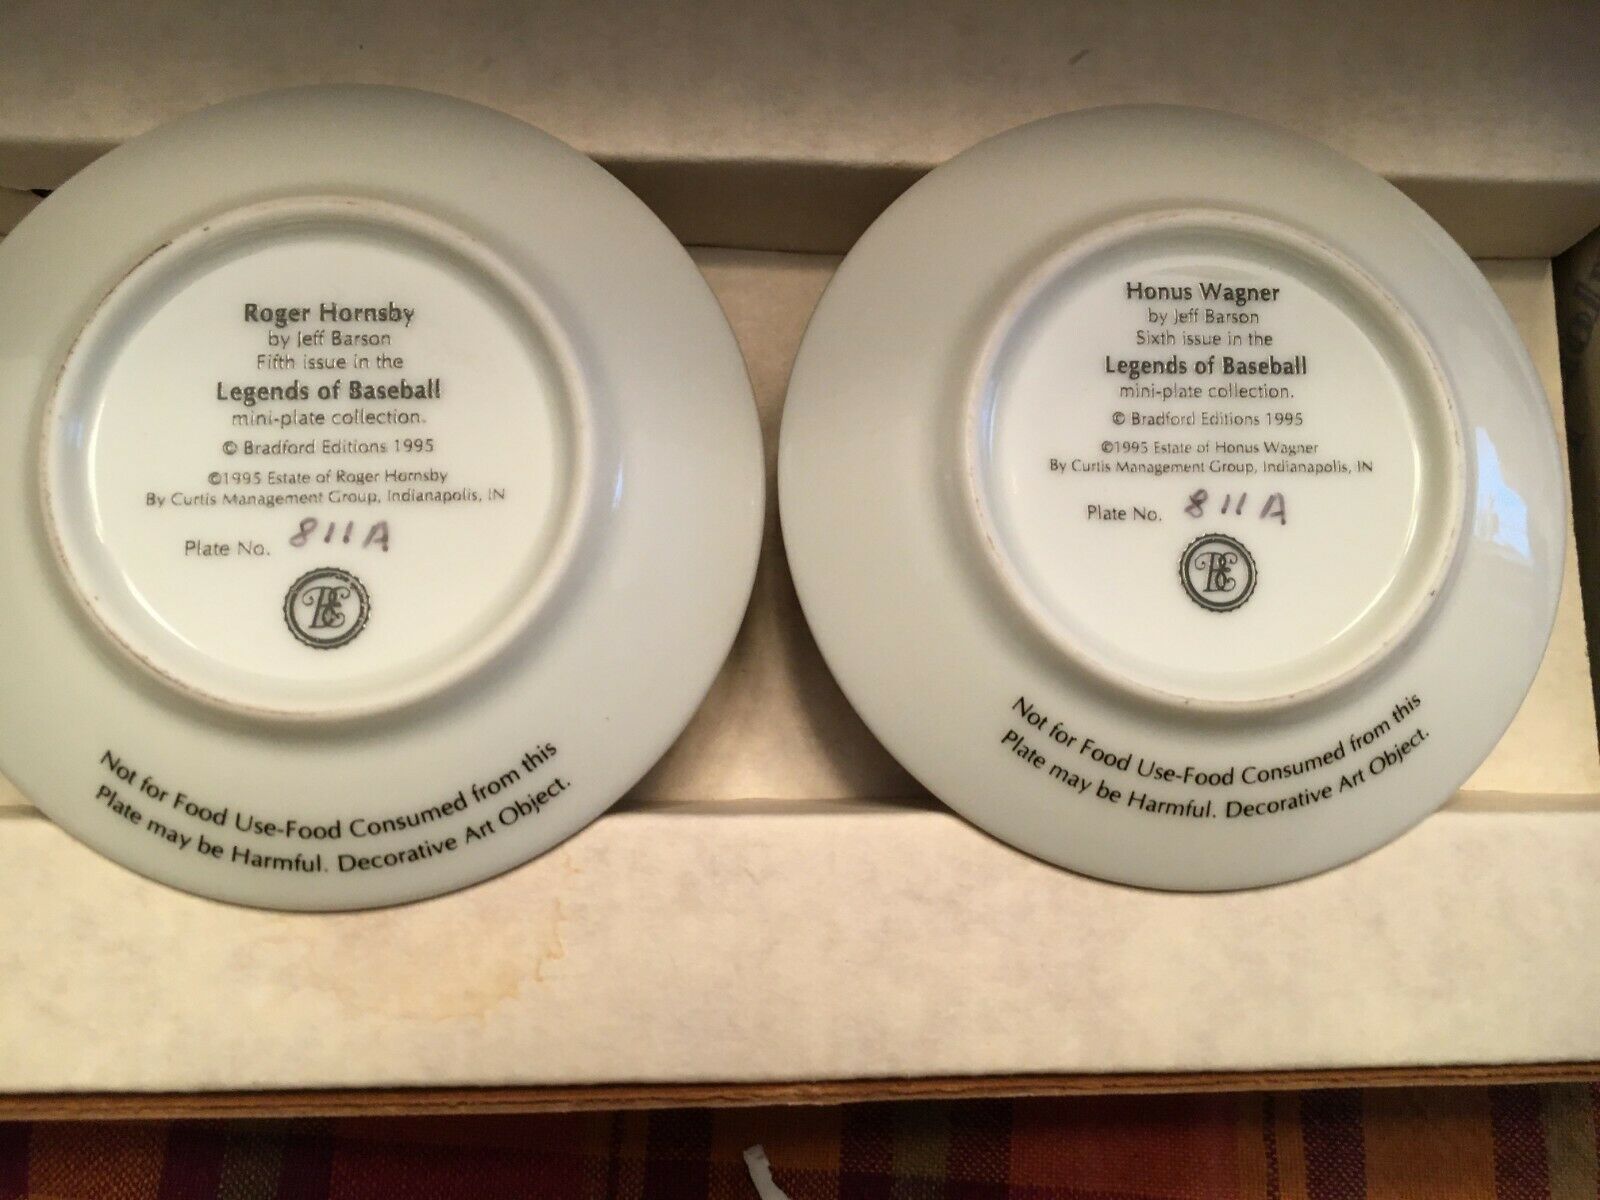 Roger Hornsby
by Jeff Barson
Fifth issue in the
Legends of Baseball
mini-plate collection.
© Bradford Editions 1995
©1995 Estate of Roger Hornsby
By Curtis Management Group, Indianapolis, IN
Plate No. 811A
BE
Not for Food Use-Food Consumed from this
Plate may be Harmful. Decorative Art Object.
Honus Wagner
by Jeff Barson
Sixth issue in the
Legends of Baseball
mini-plate collection.
© Bradford Editions 1995
©1995 Estate of Honus Wagner
By Curtis Management Group, Indianapolis, IN
Plate No. 811A
BE
Not for Food Use-Food Consumed from this
Plate may be Harmful. Decorative Art Object.